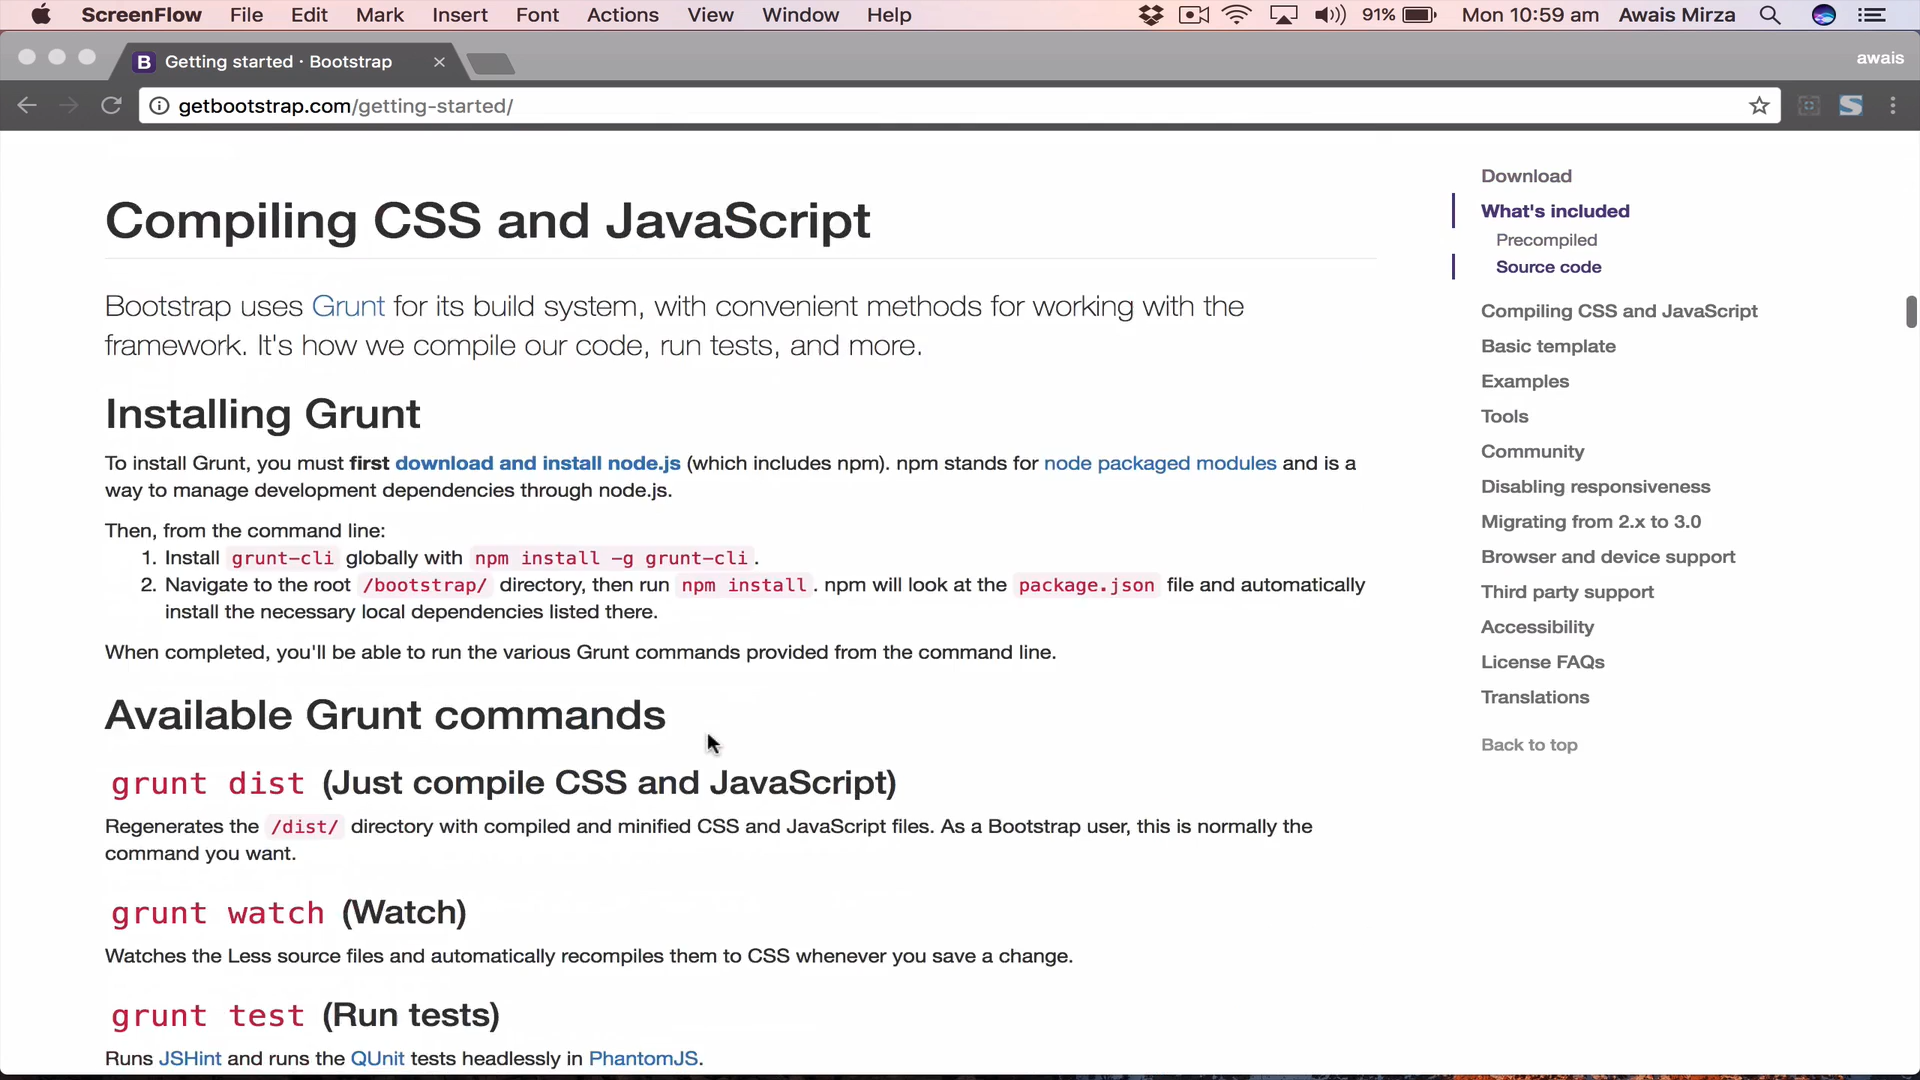 ScreenFlow File Edit Mark Insert Font Actions View Window Help 91% Mon 10:59 am Awais Mirza
B Getting started · Bootstrap awais
getbootstrap.com/getting-started/
Compiling CSS and JavaScript
Bootstrap uses Grunt for its build system, with convenient methods for working with the
framework. It's how we compile our code, run tests, and more.
Installing Grunt
To install Grunt, you must first download and install node.js (which includes npm). npm stands for node packaged modules and is a
way to manage development dependencies through node.js.
Then, from the command line:
1. Install grunt-cli globally with npm install -g grunt-cli.
2. Navigate to the root /bootstrap/ directory, then run npm install. npm will look at the package.json file and automatically
install the necessary local dependencies listed there.
When completed, you'll be able to run the various Grunt commands provided from the command line.
Available Grunt commands
grunt dist (Just compile CSS and JavaScript)
Regenerates the /dist/ directory with compiled and minified CSS and JavaScript files. As a Bootstrap user, this is normally the
command you want.
grunt watch (Watch)
Watches the Less source files and automatically recompiles them to CSS whenever you save a change.
grunt test (Run tests)
Runs JSHint and runs the QUnit tests headlessly in PhantomJS.
Download
What's included
Precompiled
Source code
Compiling CSS and JavaScript
Basic template
Examples
Tools
Community
Disabling responsiveness
Migrating from 2.x to 3.0
Browser and device support
Third party support
Accessibility
License FAQs
Translations
Back to top